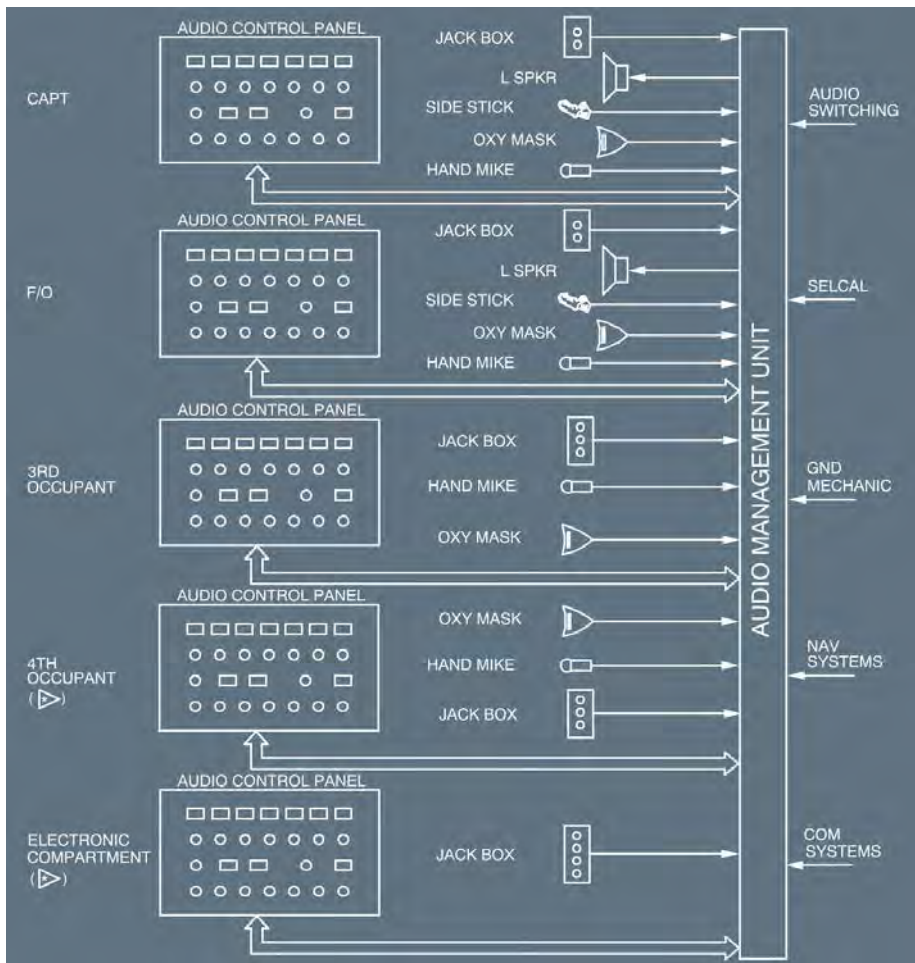 AUDIO CONTROL PANEL
CAPT
JACK BOX
L SPKR
SIDE STICK
OXY MASK
HAND MIKE
AUDIO CONTROL PANEL
F/O
JACK BOX
L SPKR
SIDE STICK
OXY MASK
HAND MIKE
AUDIO CONTROL PANEL
3RD
OCCUPANT
JACK BOX
HAND MIKE
OXY MASK
AUDIO CONTROL PANEL
4TH
OCCUPANT
( )
OXY MASK
HAND MIKE
JACK BOX
AUDIO CONTROL PANEL
ELECTRONIC
COMPARTMENT
( )
JACK BOX
AUDIO MANAGEMENT UNIT
AUDIO
SWITCHING
SELCAL
GND
MECHANIC
NAV
SYSTEMS
COM
SYSTEMS